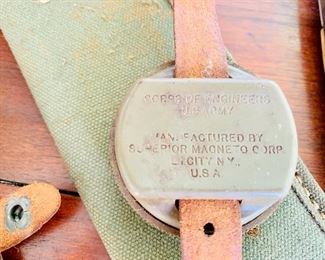 CORPS OF ENGINEERS
U.S. ARMY
MANUFACTURED BY
SUPERIOR MAGNETO CORP.
L.I.CITY N.Y.,
U.S.A.